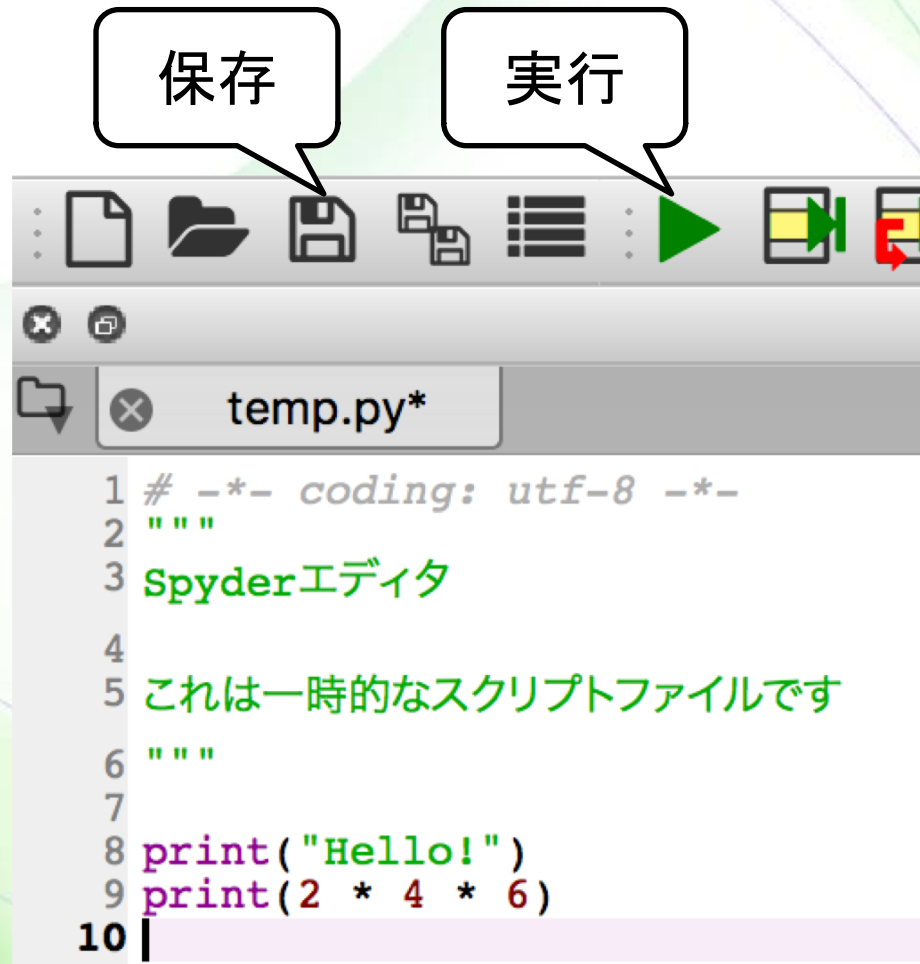 保存
実行
temp.py*
1 # -*- coding: utf-8 -*-
2 """
3 Spyderエディタ
4
5 これは一時的なスクリプトファイルです
6 """
7
8 print("Hello!")
9 print(2 * 4 * 6)
10